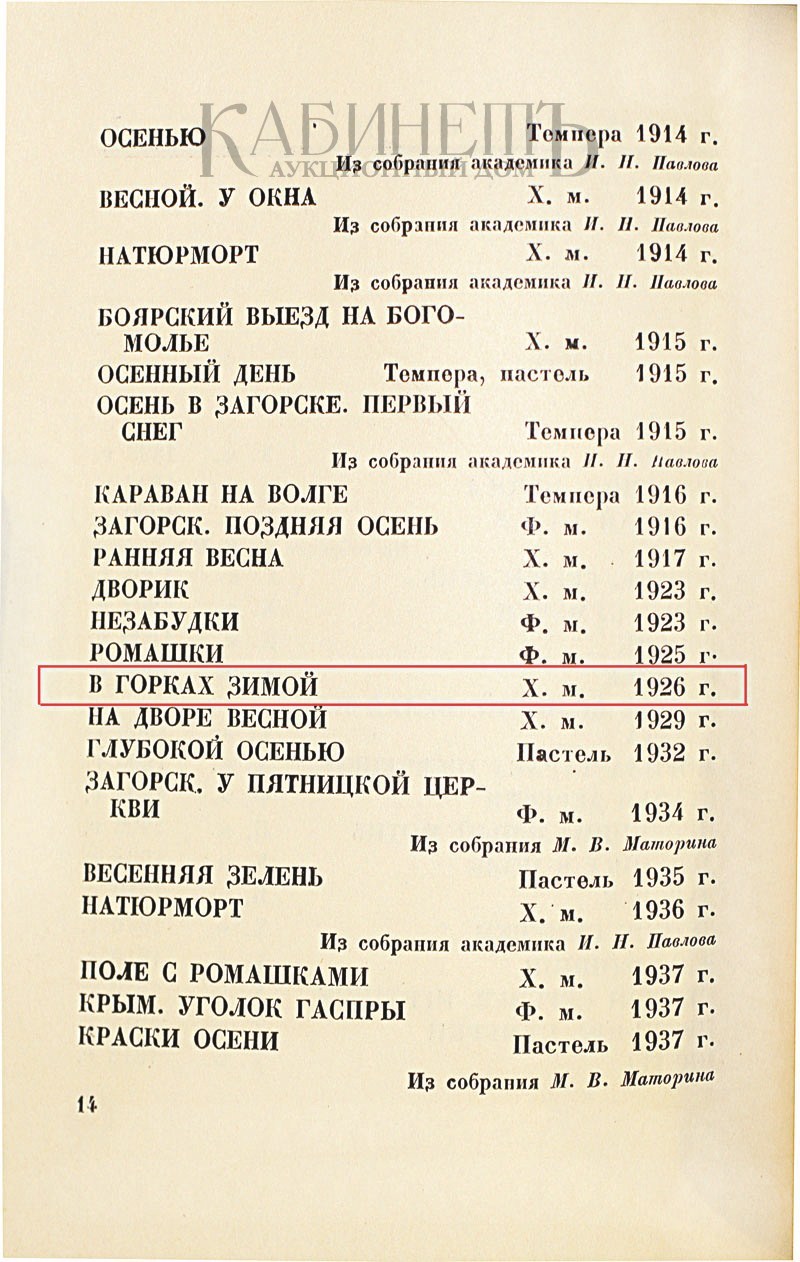 КАБИНЕТЪ
АУКЦИОННЫЙ ДОМ
ОСЕНЬЮ Темпера 1914 г.
Из собрания академика И. Н. Павлова
ВЕСНОЙ. У ОКНА Х. м. 1914 г.
Из собрания академика И. Н. Павлова
НАТЮРМОРТ Х. м. 1914 г.
Из собрания академика И. Н. Павлова
БОЯРСКИЙ ВЫЕЗД НА БОГО-
МОЛЬЕ Х. м. 1915 г.
ОСЕННЫЙ ДЕНЬ Темпера, пастель 1915 г.
ОСЕНЬ В ЗАГОРСКЕ. ПЕРВЫЙ
СНЕГ Темпера 1915 г.
Из собрания академика И. Н. Павлова
КАРАВАН НА ВОЛГЕ Темпера 1916 г.
ЗАГОРСК. ПОЗДНЯЯ ОСЕНЬ Ф. м. 1916 г.
РАННЯЯ ВЕСНА Х. м. 1917 г.
ДВОРИК Х. м. 1923 г.
НЕЗАБУДКИ Ф. м. 1923 г.
РОМАШКИ Ф. м. 1925 г.
В ГОРКАХ ЗИМОЙ Х. м. 1926 г.
НА ДВОРЕ ВЕСНОЙ Х. м. 1929 г.
ГЛУБОКОЙ ОСЕНЬЮ Пастель 1932 г.
ЗАГОРСК. У ПЯТНИЦКОЙ ЦЕР-
КВИ Ф. м. 1934 г.
Из собрания М. В. Маторина
ВЕСЕННЯЯ ЗЕЛЕНЬ Пастель 1935 г.
НАТЮРМОРТ Х. м. 1936 г.
Из собрания академика И. Н. Павлова
ПОЛЕ С РОМАШКАМИ Х. м. 1937 г.
КРЫМ. УГОЛОК ГАСПРЫ Ф. м. 1937 г.
КРАСКИ ОСЕНИ Пастель 1937 г.
Из собрания М. В. Маторина
14